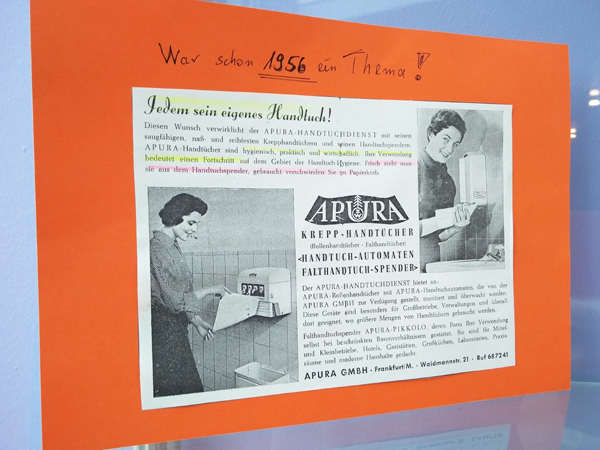 War schon 1956 ein Thema!
Jedem sein eigenes Handtuch!
Diesen Wunsch verwirklicht der APURA-HANDTUCHDIENST mit seinen
saugfähigen, naß- und reißfesten Krepphandtüchern und seinen Handtuchspendern.
APURA-Handtücher sind hygienisch, praktisch und wirtschaftlich. Ihre Verwendung
bedeutet einen Fortschritt auf dem Gebiet der Handtuch-Hygiene. Frisch zieht man
sie aus dem Handtuchspender, gebraucht verschwinden Sie im Papierkorb.
APURA
KREPP-HANDTÜCHER
(Rollenhandtücher · Falthandtücher)
«HANDTUCH-AUTOMATEN
FALTHANDTUCH-SPENDER»
Der APURA-HANDTUCHDIENST bietet an:
APURA-Rollenhandtücher mit APURA-Handtuchautomaten, die von der
APURA GMBH zur Verfügung gestellt, montiert und überwacht werden.
Diese Geräte sind besonders für Großbetriebe, Verwaltungen und überall
dort geeignet, wo größere Mengen von Handtüchern gebraucht werden.
Falthandtuchspender APURA-PIKKOLO, deren Form Ihre Verwendung
selbst bei beschränkten Raumverhältnissen gestattet. Sie sind für Mittel-
und Kleinbetriebe, Hotels, Gaststätten, Großküchen, Laboratorien, Praxis-
räume und moderne Haushalte gedacht.
APURA GMBH · Frankfurt/M. · Waidmannstr. 21 · Ruf 687241